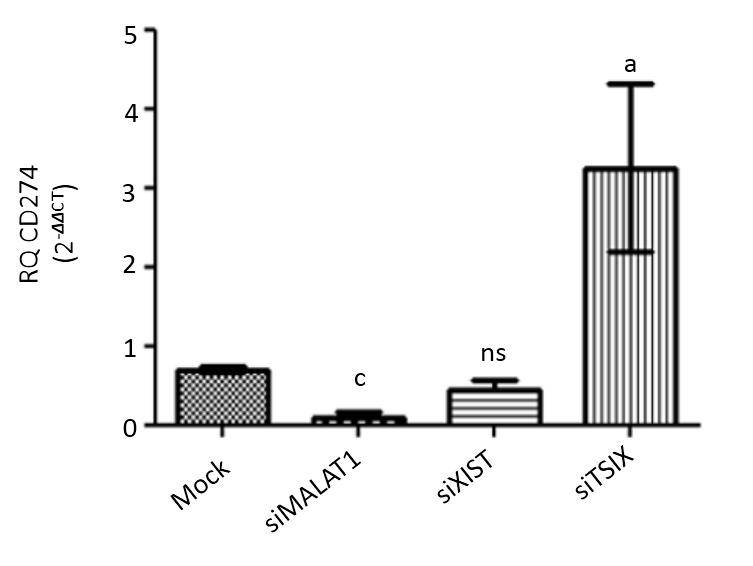 5
4
3
2
1
0
RQ CD274
(2-ΔΔCT)
c
ns
a
Mock
siMALAT1
siXIST
siTSIX